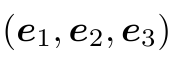 (𝒆₁, 𝒆₂, 𝒆₃)